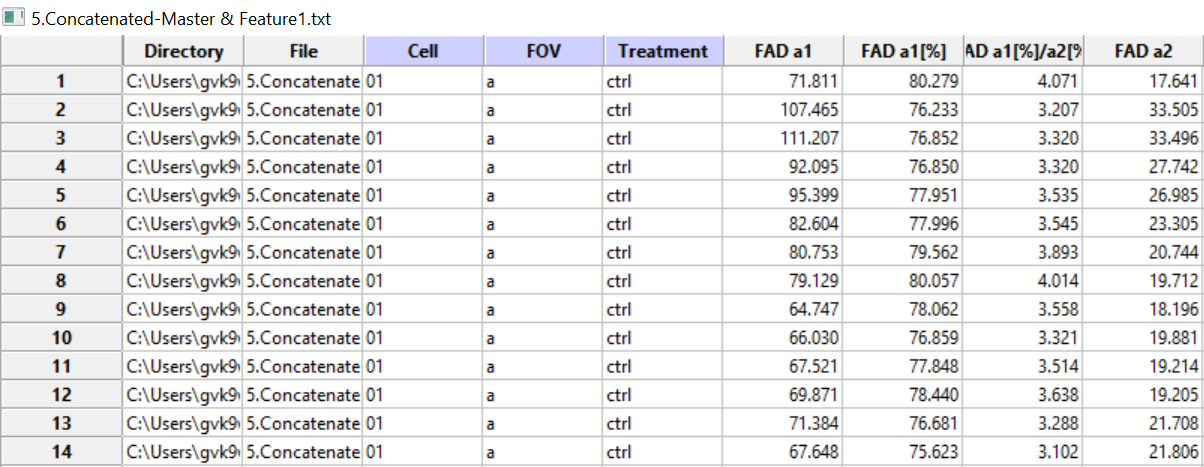 5.Concatenated-Master & Feature1.txt
Directory File Cell FOV Treatment FAD a1 FAD a1[%] AD a1[%]/a2[% FAD a2
1 C:\Users\gvk9 5.Concatenate 01 a ctrl 71.811 80.279 4.071 17.641
2 C:\Users\gvk9 5.Concatenate 01 a ctrl 107.465 76.233 3.207 33.505
3 C:\Users\gvk9 5.Concatenate 01 a ctrl 111.207 76.852 3.320 33.496
4 C:\Users\gvk9 5.Concatenate 01 a ctrl 92.095 76.850 3.320 27.742
5 C:\Users\gvk9 5.Concatenate 01 a ctrl 95.399 77.951 3.535 26.985
6 C:\Users\gvk9 5.Concatenate 01 a ctrl 82.604 77.996 3.545 23.305
7 C:\Users\gvk9 5.Concatenate 01 a ctrl 80.753 79.562 3.893 20.744
8 C:\Users\gvk9 5.Concatenate 01 a ctrl 79.129 80.057 4.014 19.712
9 C:\Users\gvk9 5.Concatenate 01 a ctrl 64.747 78.062 3.558 18.196
10 C:\Users\gvk9 5.Concatenate 01 a ctrl 66.030 76.859 3.321 19.881
11 C:\Users\gvk9 5.Concatenate 01 a ctrl 67.521 77.848 3.514 19.214
12 C:\Users\gvk9 5.Concatenate 01 a ctrl 69.871 78.440 3.638 19.205
13 C:\Users\gvk9 5.Concatenate 01 a ctrl 71.384 76.681 3.288 21.708
14 C:\Users\gvk9 5.Concatenate 01 a ctrl 67.648 75.623 3.102 21.806